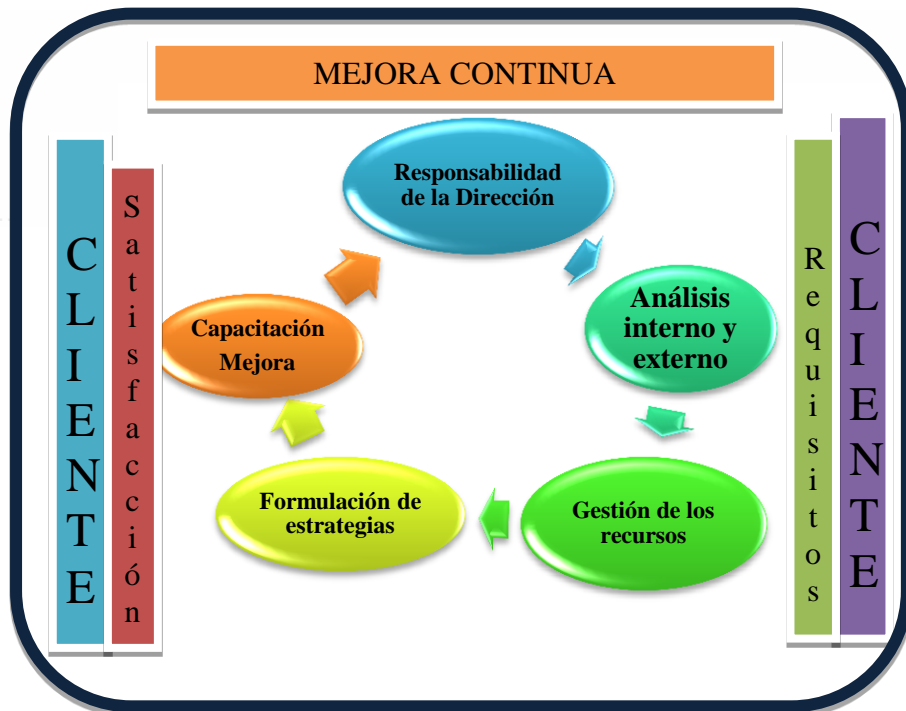 MEJORA CONTINUA
CLIENTE
Satisfacción
Responsabilidad
de la Dirección
Análisis
interno y
externo
Gestión de los
recursos
Formulación de
estrategias
Capacitación
Mejora
Requisitos
CLIENTE